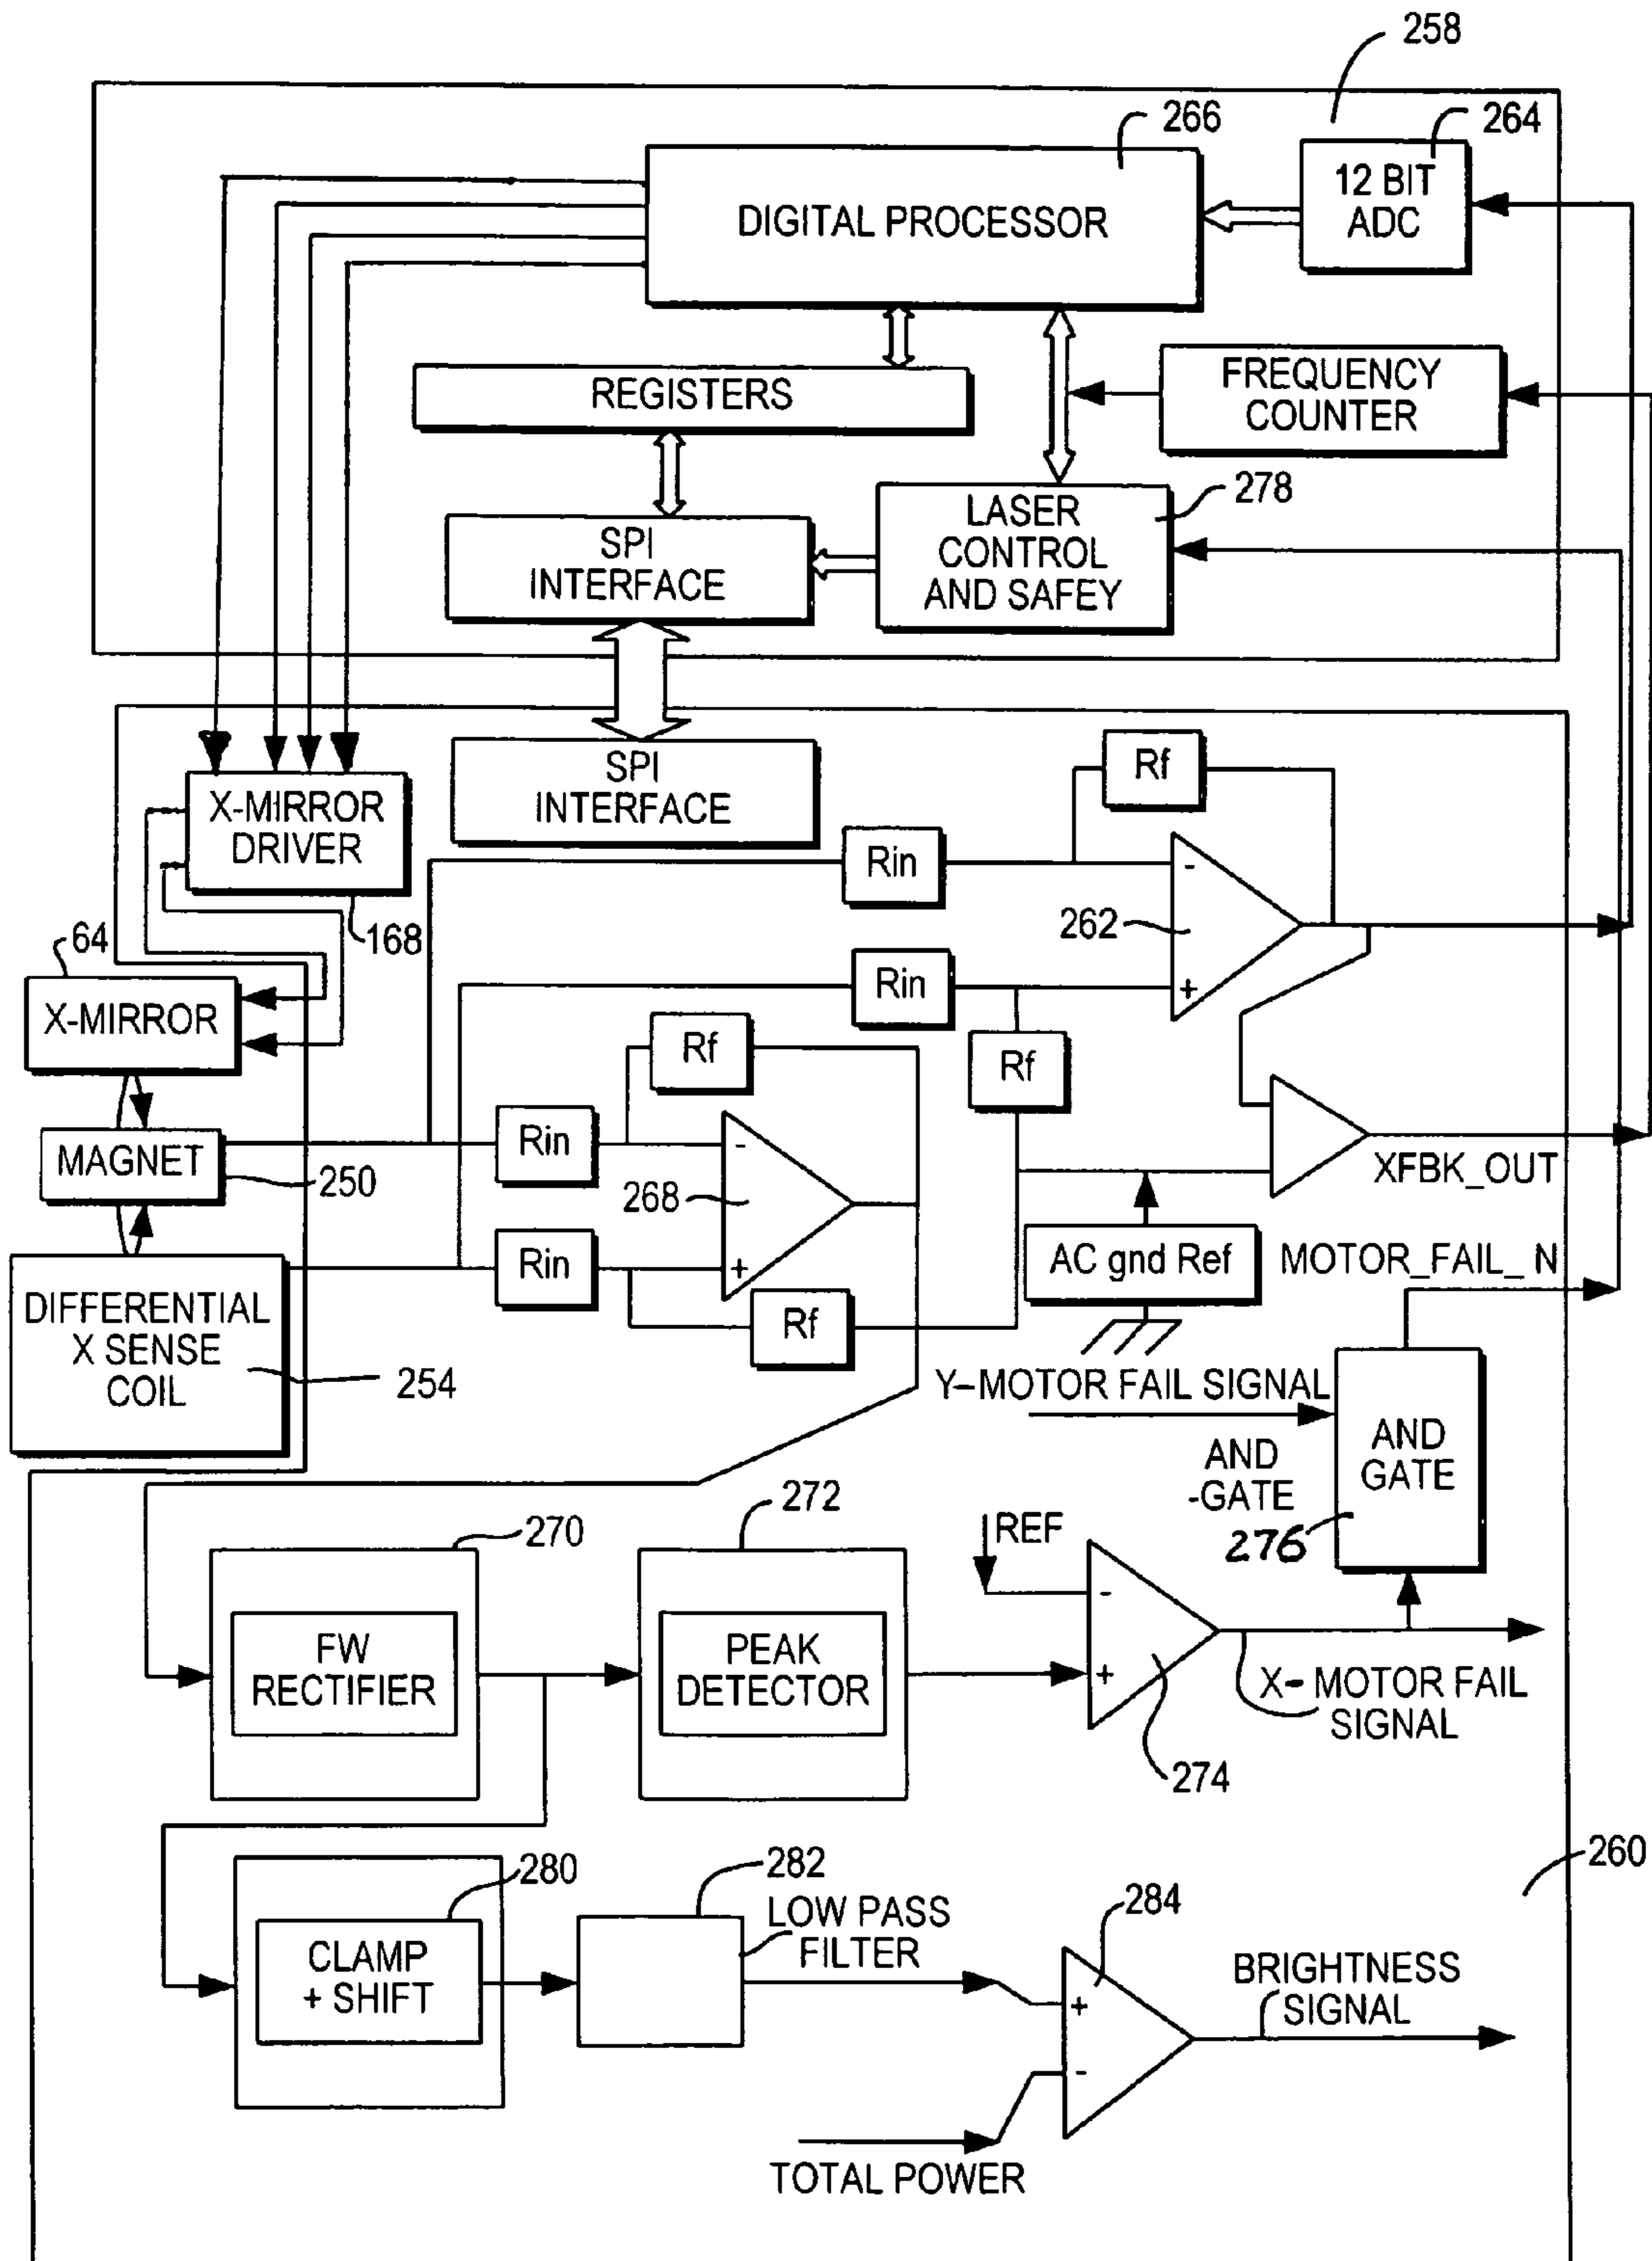 258
266
264
DIGITAL PROCESSOR
12 BIT
ADC
REGISTERS
FREQUENCY
COUNTER
278
SPI
INTERFACE
LASER
CONTROL
AND SAFEY
SPI
INTERFACE
Rf
X-MIRROR
DRIVER
Rin
-
262
+
64
168
Rin
X-MIRROR
Rf
Rf
MAGNET
250
Rin
-
268
+
XFBK_OUT
Rin
AC gnd Ref
MOTOR_FAIL_ N
DIFFERENTIAL
X SENSE
COIL
254
Rf
Y-MOTOR FAIL SIGNAL
AND
-GATE
276
AND
GATE
270
272
REF
FW
RECTIFIER
PEAK
DETECTOR
-
+
X- MOTOR FAIL
SIGNAL
274
260
280
282
284
CLAMP
+ SHIFT
LOW PASS
FILTER
+
-
BRIGHTNESS
SIGNAL
TOTAL POWER